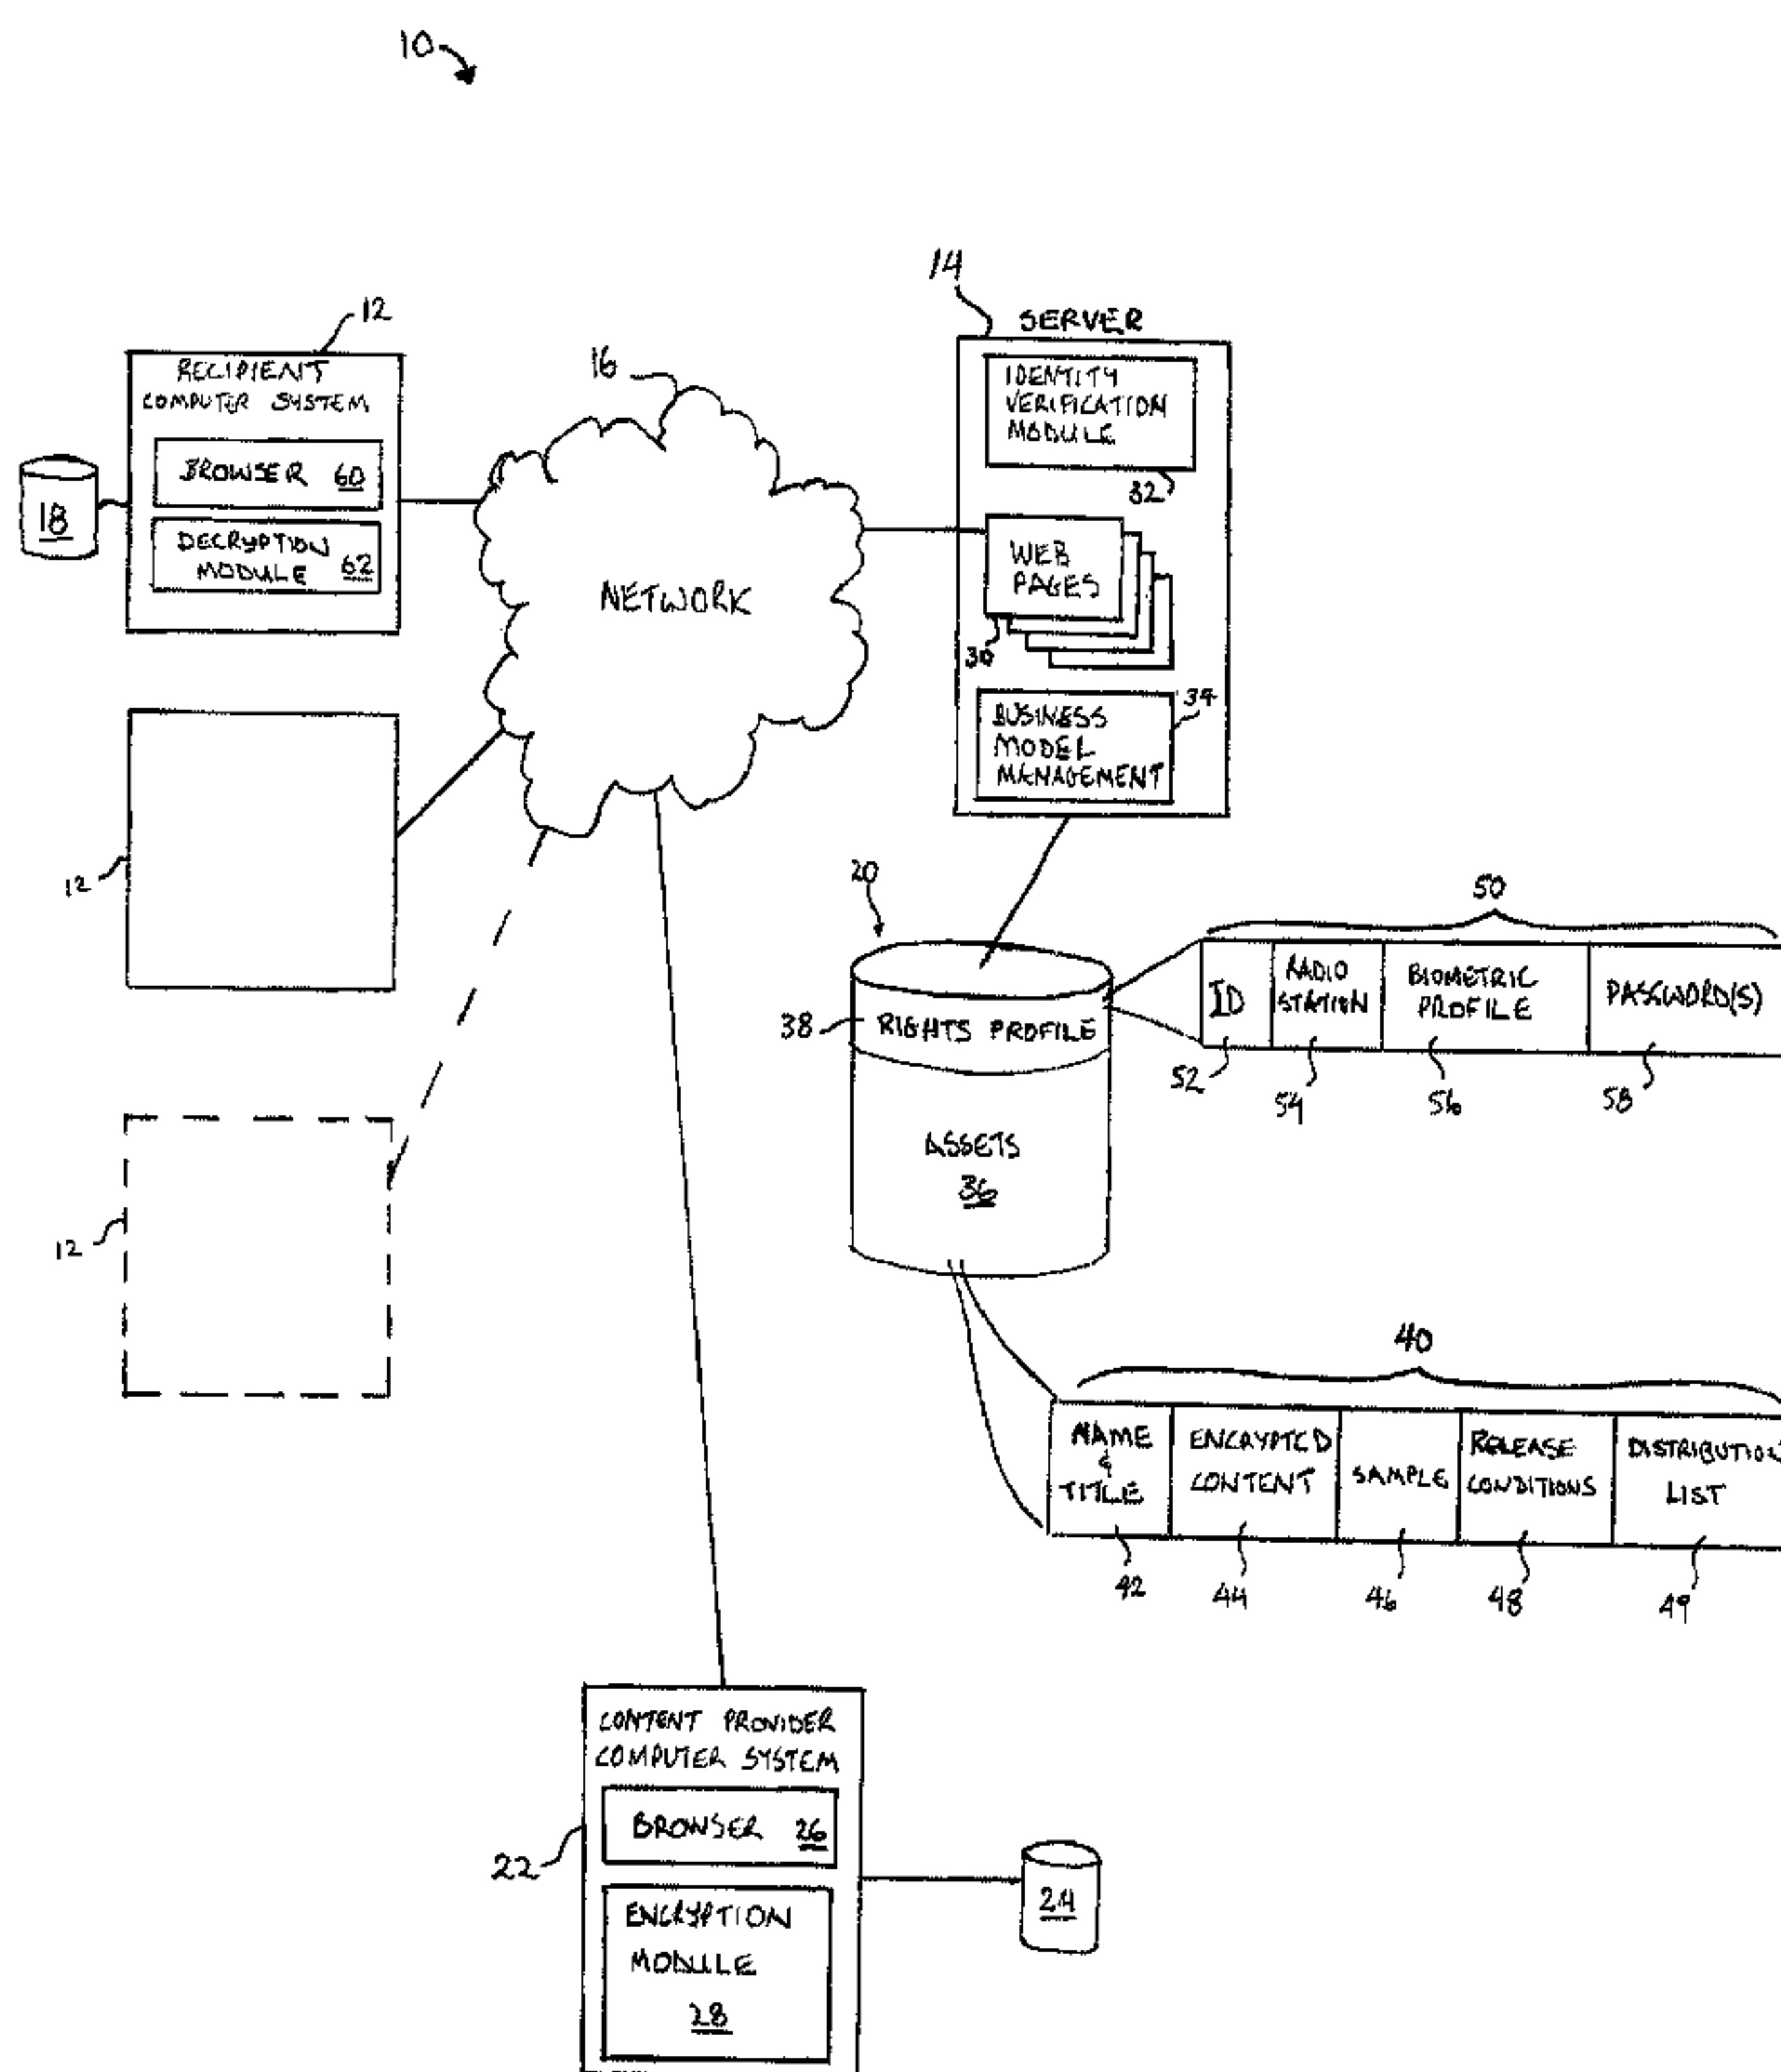 10
14
SERVER
12
RECIPIENT
COMPUTER SYSTEM
BROWSER 60
DECRYPTION
MODULE 62
18
16
NETWORK
IDENTITY
VERIFICATION
MODULE
32
WEB
PAGES
30
34
BUSINESS
MODEL
MANAGEMENT
12
20
38
RIGHTS PROFILE
ASSETS
36
50
ID
RADIO
STATION
BIOMETRIC
PROFILE
PASSWORD(S)
52
54
56
58
12
40
NAME
&
TITLE
ENCRYPTED
CONTENT
SAMPLE
RELEASE
CONDITIONS
DISTRIBUTION
LIST
42
44
46
48
49
CONTENT PROVIDER
COMPUTER SYSTEM
BROWSER 26
22
ENCRYPTION
MODULE
28
24